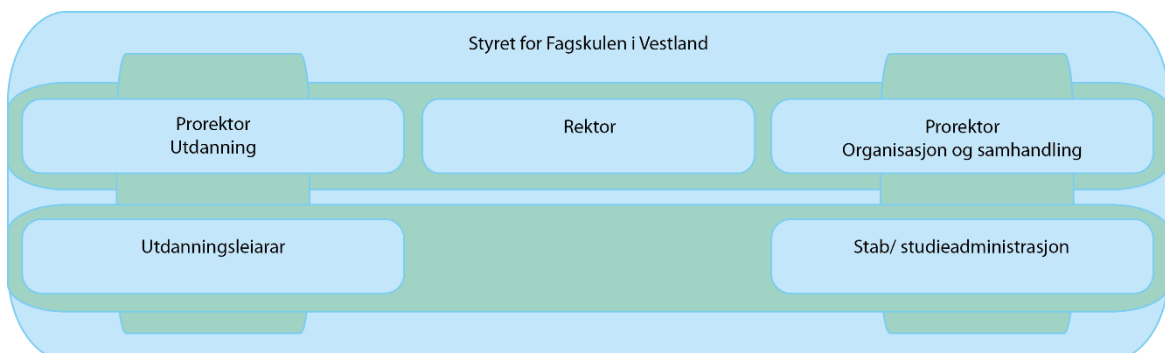 Styret for Fagskulen i Vestland
Prorektor
Utdanning
Rektor
Prorektor
Organisasjon og samhandling
Utdanningsleiarar
Stab/ studieadministrasjon